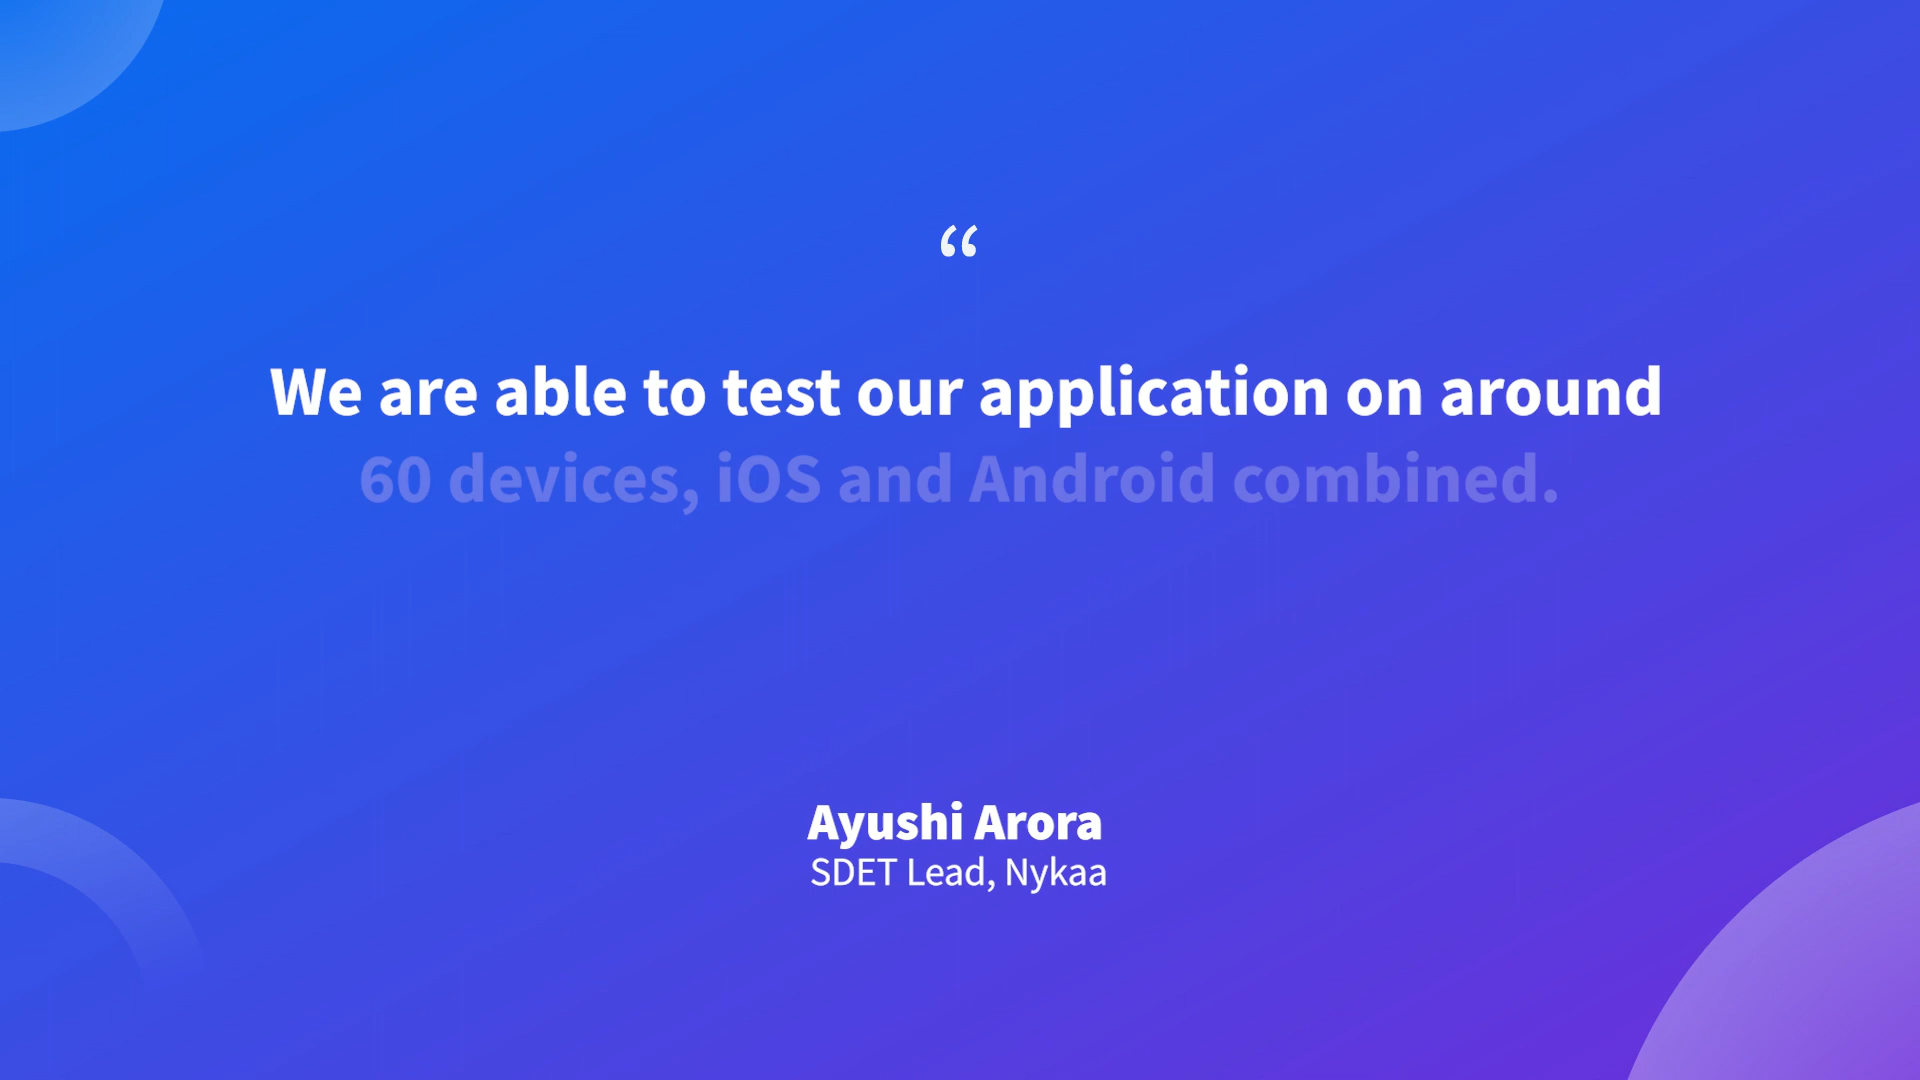 “
We are able to test our application on around
60 devices, iOS and Android combined.
Ayushi Arora
SDET Lead, Nykaa